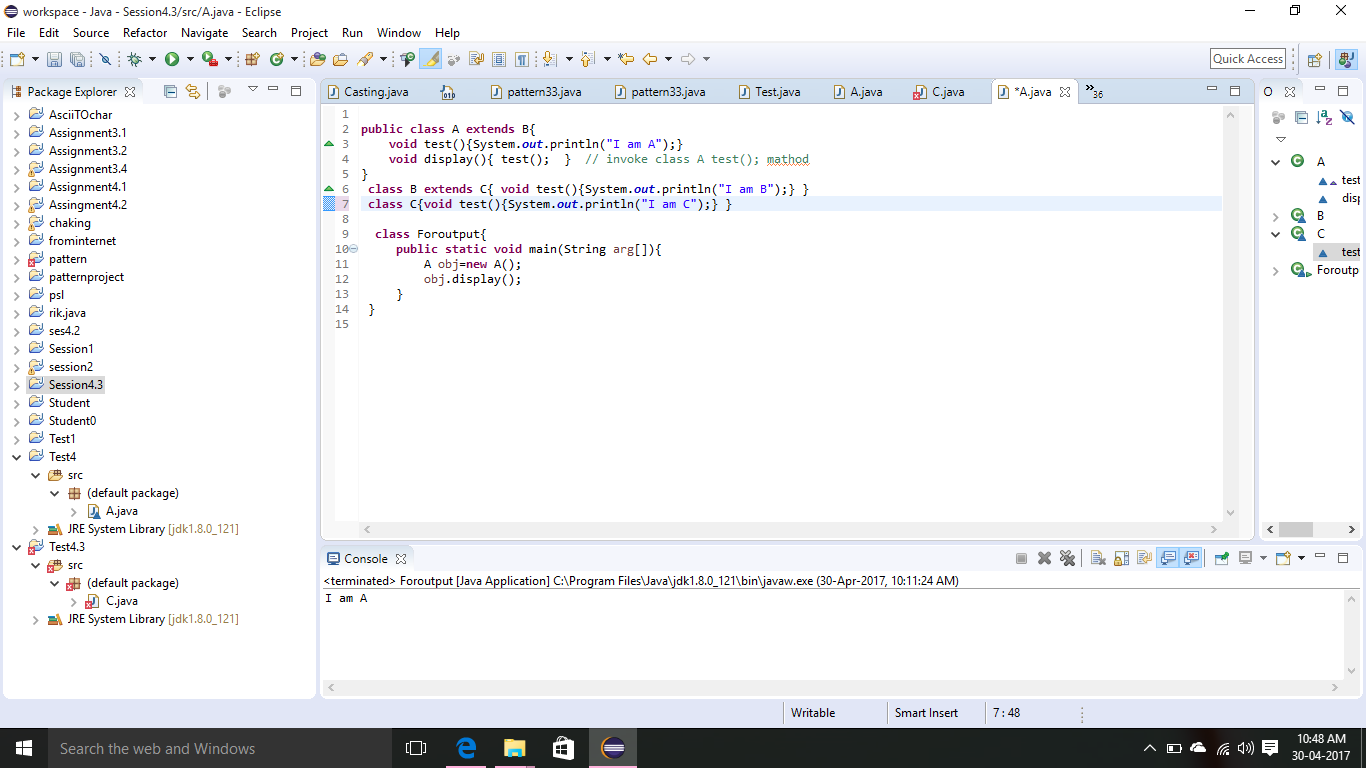 workspace - Java - Session4.3/src/A.java - Eclipse
File Edit Source Refactor Navigate Search Project Run Window Help
Quick Access
Package Explorer
AsciiTOchar
Assignment3.1
Assignment3.2
Assignment3.4
Assignment4.1
Assingment4.2
chaking
frominternet
pattern
patternproject
psl
rik.java
ses4.2
Session1
session2
Session4.3
Student
Student0
Test1
Test4
src
(default package)
A.java
JRE System Library [jdk1.8.0_121]
Test4.3
src
(default package)
C.java
JRE System Library [jdk1.8.0_121]
Casting.java 010 pattern33.java pattern33.java Test.java A.java C.java *A.java »36
1
2 public class A extends B{
3 void test(){System.out.println("I am A");}
4 void display(){ test(); } // invoke class A test(); mathod
5 }
6 class B extends C{ void test(){System.out.println("I am B");} }
7 class C{void test(){System.out.println("I am C");} }
8
9 class Foroutput{
10 public static void main(String arg[]){
11 A obj=new A();
12 obj.display();
13 }
14 }
15
O
A
test
disp
B
C
test
Foroutp
Console
<terminated> Foroutput [Java Application] C:\Program Files\Java\jdk1.8.0_121\bin\javaw.exe (30-Apr-2017, 10:11:24 AM)
I am A
Writable Smart Insert 7 : 48
Search the web and Windows
10:48 AM
30-04-2017